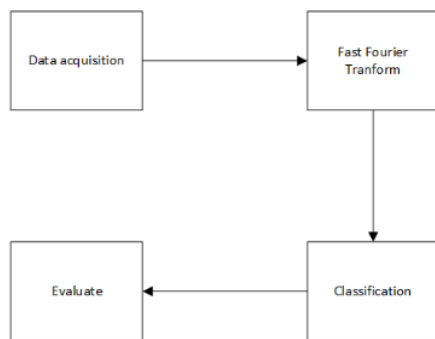 Data acquisition
Fast Fourier
Tranform
Evaluate
Classification